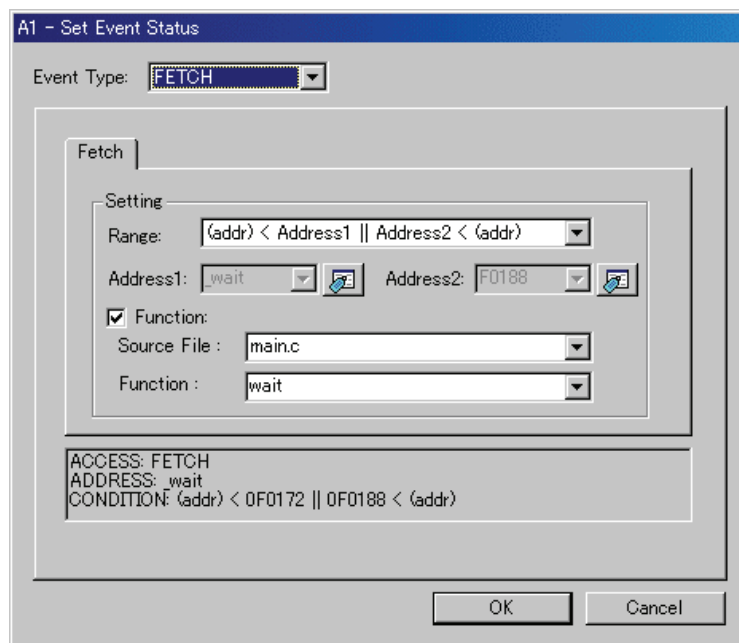 A1 - Set Event Status
Event Type: FETCH
Fetch
Setting
Range: (addr) < Address1 || Address2 < (addr)
Address1: _wait Address2: F0188
Function:
Source File : main.c
Function : wait
ACCESS: FETCH
ADDRESS: _wait
CONDITION: (addr) < 0F0172 || 0F0188 < (addr)
OK Cancel